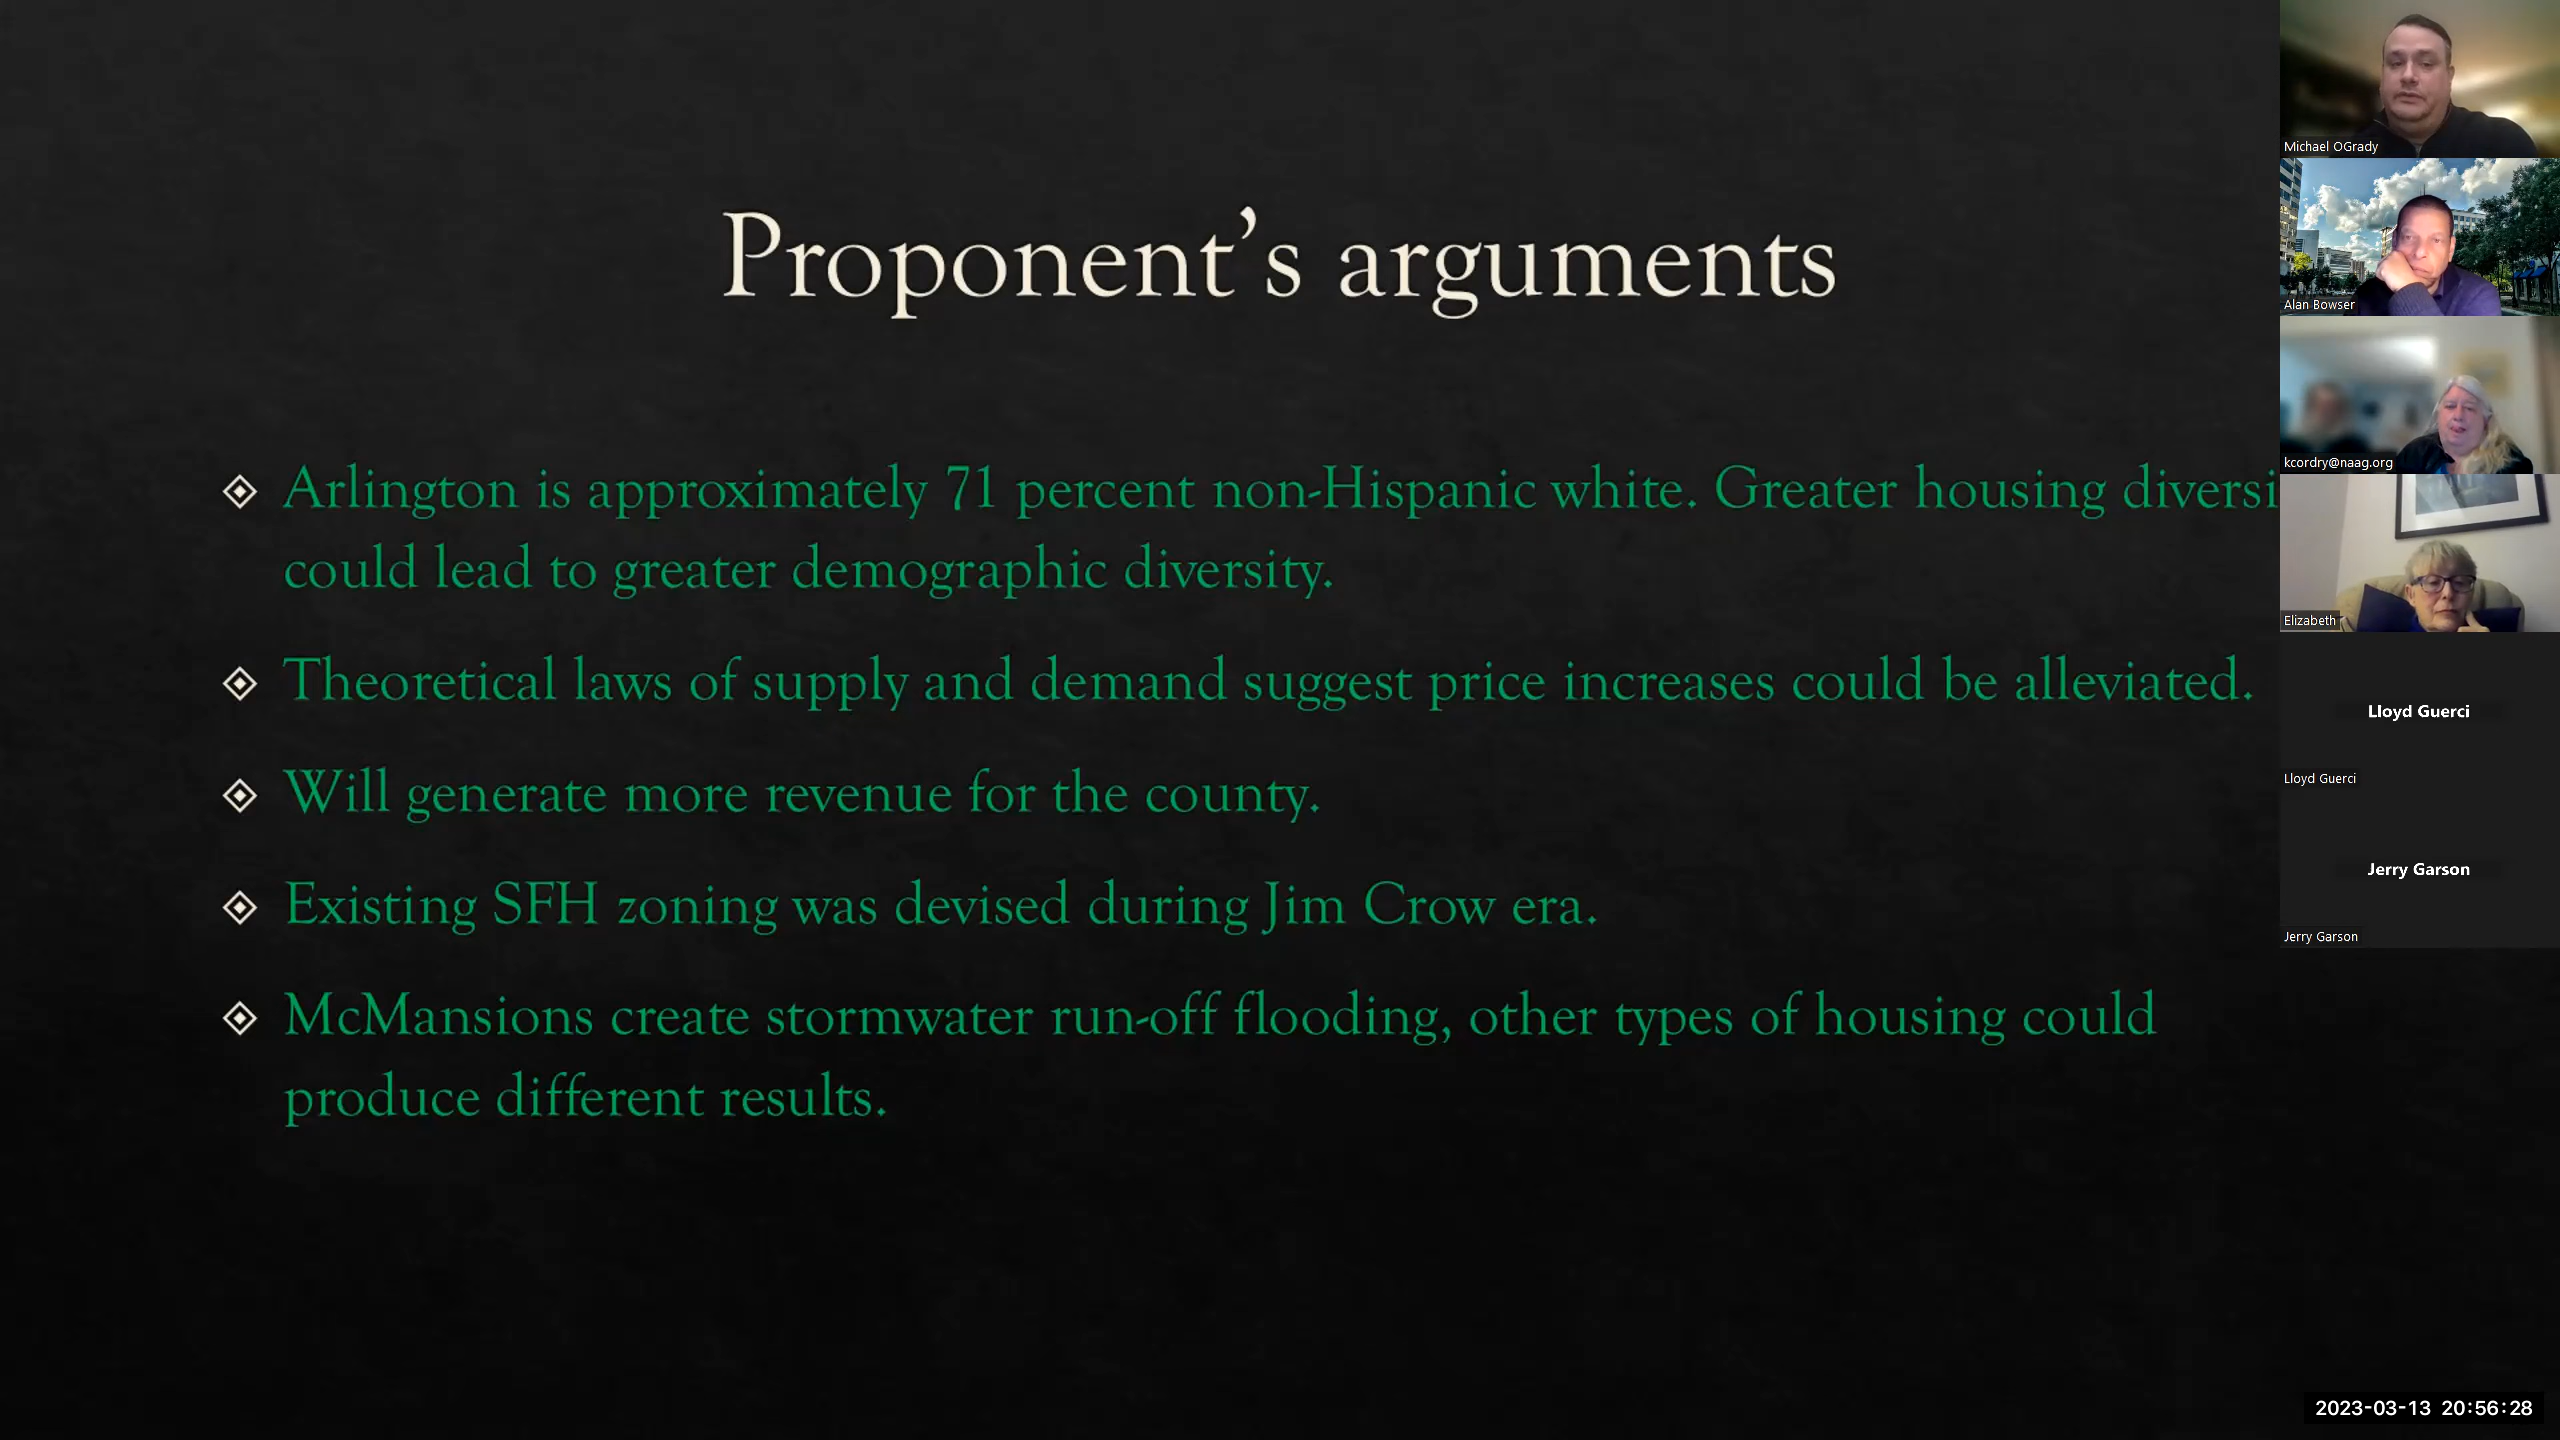 Proponent's arguments
Arlington is approximately 71 percent non-Hispanic white. Greater housing diversi
could lead to greater demographic diversity.
Theoretical laws of supply and demand suggest price increases could be alleviated.
Will generate more revenue for the county.
Existing SFH zoning was devised during Jim Crow era.
McMansions create stormwater run-off flooding, other types of housing could
produce different results.
Michael OGrady
Alan Bowser
kcordry@naag.org
Elizabeth
Lloyd Guerci
Lloyd Guerci
Jerry Garson
Jerry Garson
2023-03-13 20:56:28